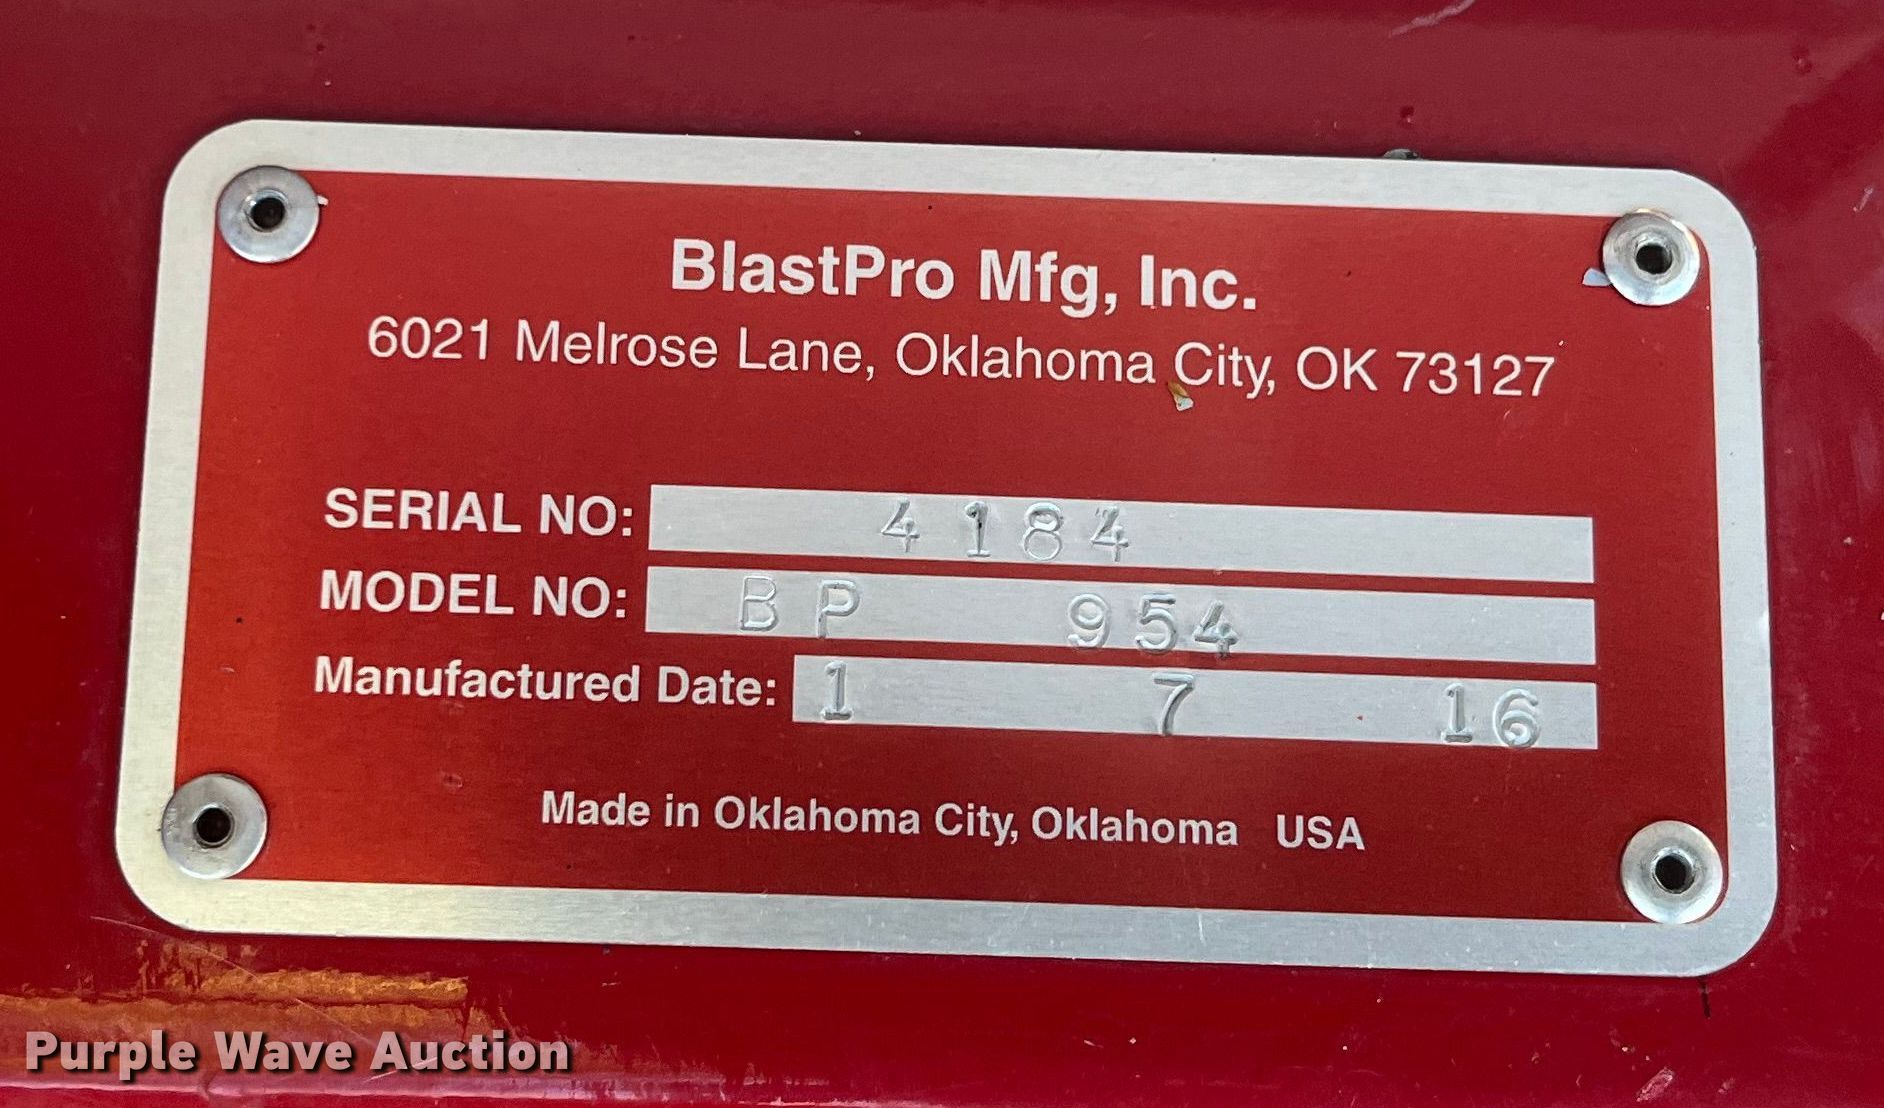 BlastPro Mfg, Inc.
6021 Melrose Lane, Oklahoma City, OK 73127
SERIAL NO: 4184
MODEL NO: BP 954
Manufactured Date: 1 7 16
Made in Oklahoma City, Oklahoma USA
Purple Wave Auction